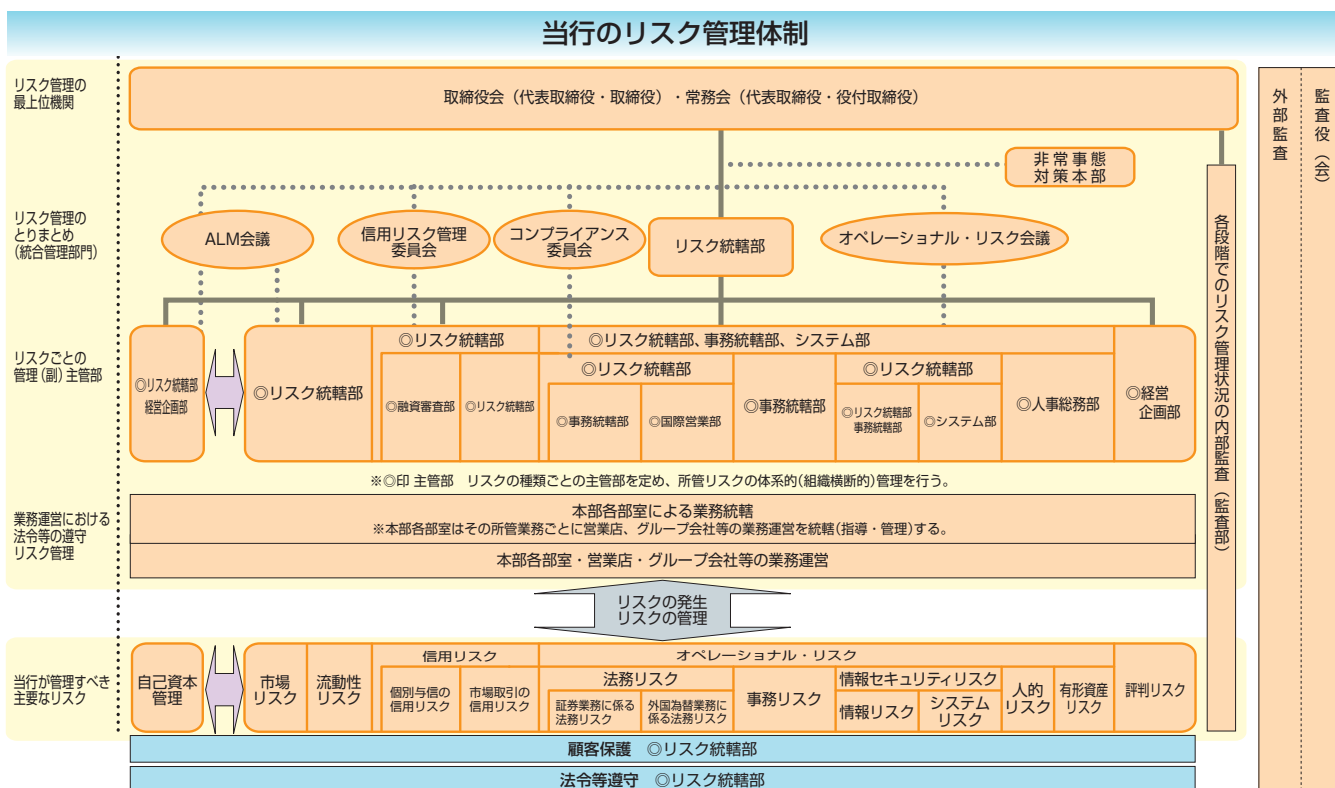 当行のリスク管理体制
リスク管理の
最上位機関
取締役会（代表取締役・取締役）・常務会（代表取締役・役付取締役）
非常事態
対策本部
リスク管理の
とりまとめ
(統合管理部門)
ALM会議
信用リスク管理
委員会
コンプライアンス
委員会
リスク統轄部
オペレーショナル・リスク会議
リスクごとの
管理(副)主管部
◎リスク統轄部
経営企画部
◎リスク統轄部
◎リスク統轄部
◎融資審査部
◎リスク統轄部
◎リスク統轄部、事務統轄部、システム部
◎リスク統轄部
◎事務統轄部
◎国際営業部
◎事務統轄部
◎リスク統轄部
◎リスク統轄部
事務統轄部
◎システム部
◎人事総務部
◎経営
企画部
※◎印 主管部　リスクの種類ごとの主管部を定め、所管リスクの体系的(組織横断的)管理を行う。
業務運営における
法令等の遵守
リスク管理
本部各部室による業務統轄
※本部各部室はその所管業務ごとに営業店、グループ会社等の業務運営を統轄(指導・管理)する。
本部各部室・営業店・グループ会社等の業務運営
リスクの発生
リスクの管理
当行が管理すべき
主要なリスク
自己資本
管理
市場
リスク
流動性
リスク
信用リスク
個別与信の
信用リスク
市場取引の
信用リスク
オペレーショナル・リスク
法務リスク
証券業務に係る
法務リスク
外国為替業務に
係る法務リスク
事務リスク
情報セキュリティリスク
情報リスク
システム
リスク
人的
リスク
有形資産
リスク
評判リスク
顧客保護　◎リスク統轄部
法令等遵守　◎リスク統轄部
各段階でのリスク管理状況の内部監査（監査部）
外部監査
監査役（会）